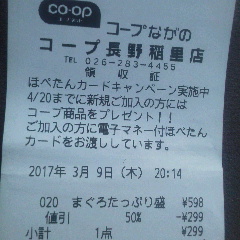 co·op
コープながの
コープ長野稲里店
TEL 026-283-4455
領収証
ほぺたんカードキャンペーン実施中
4/20までに新規ご加入の方には
コープ商品をプレゼント！！
ご加入の方に電子マネー付ほぺたん
カードをお渡ししています。
2017年 3月 9日(木) 20:14
020 まぐろたっぷり盛 ¥598
値引 50% -¥299
小計 1点 ¥299